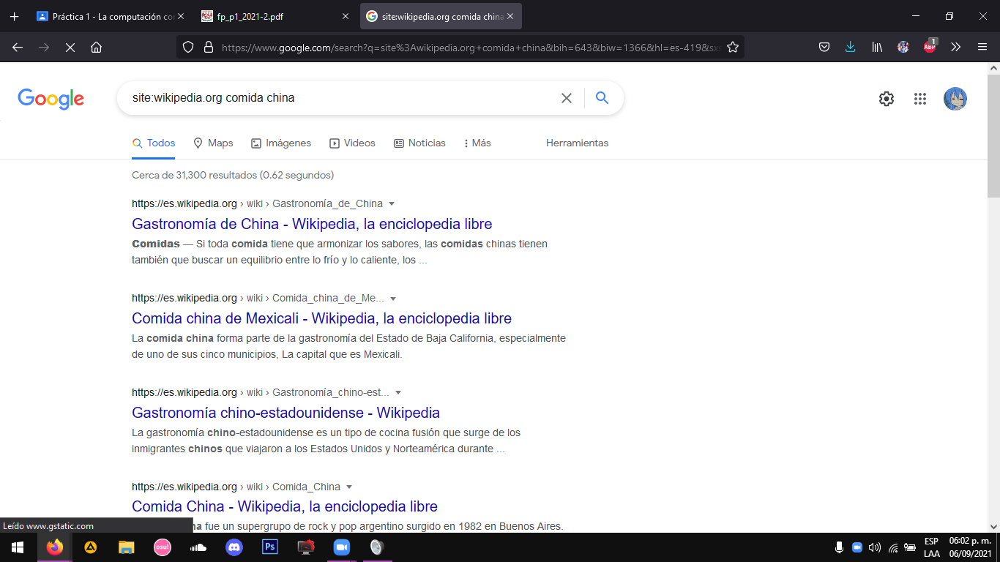 Práctica 1 - La computación co
fp_p1_2021-2.pdf
site:wikipedia.org comida china
https://www.google.com/search?q=site%3Awikipedia.org+comida+china&bih=643&biw=1366&hl=es-419&sxs
ABP
1
Google
site:wikipedia.org comida china
Todos
Maps
Imágenes
Videos
Noticias
Más
Herramientas
Cerca de 31,300 resultados (0.62 segundos)
https://es.wikipedia.org › wiki › Gastronomía_de_China
Gastronomía de China - Wikipedia, la enciclopedia libre
Comidas — Si toda comida tiene que armonizar los sabores, las comidas chinas tienen
también que buscar un equilibrio entre lo frío y lo caliente, los ...
https://es.wikipedia.org › wiki › Comida_china_de_Me...
Comida china de Mexicali - Wikipedia, la enciclopedia libre
La comida china forma parte de la gastronomía del Estado de Baja California, especialmente
de uno de sus cinco municipios, La capital que es Mexicali.
https://es.wikipedia.org › wiki › Gastronomía_chino-est...
Gastronomía chino-estadounidense - Wikipedia
La gastronomía chino-estadounidense es un tipo de cocina fusión que surge de los
inmigrantes chinos que viajaron a los Estados Unidos y Norteamérica durante ...
https://es.wikipedia.org › wiki › Comida_China
Comida China - Wikipedia, la enciclopedia libre
na fue un supergrupo de rock y pop argentino surgido en 1982 en Buenos Aires.
Leído www.gstatic.com
osu!
Ps
ESP
LAA
06:02 p. m.
06/09/2021